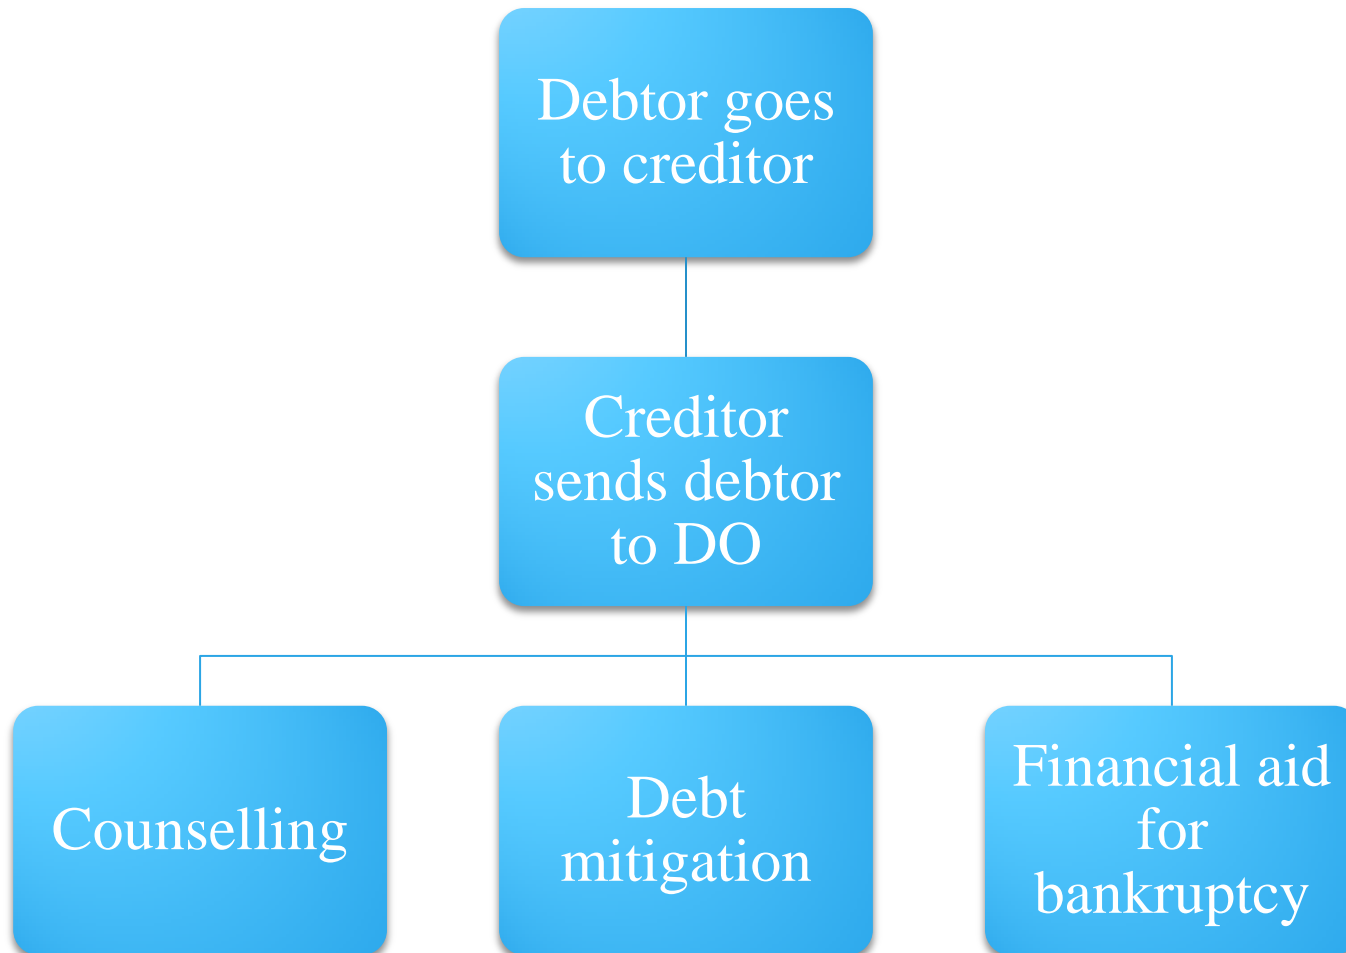 Debtor goes
to creditor
Creditor
sends debtor
to DO
Counselling
Debt
mitigation
Financial aid
for
bankruptcy